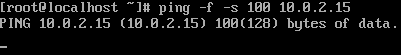 [root@localhost ~]# ping -f -s 100 10.0.2.15
PING 10.0.2.15 (10.0.2.15) 100(128) bytes of data.
_